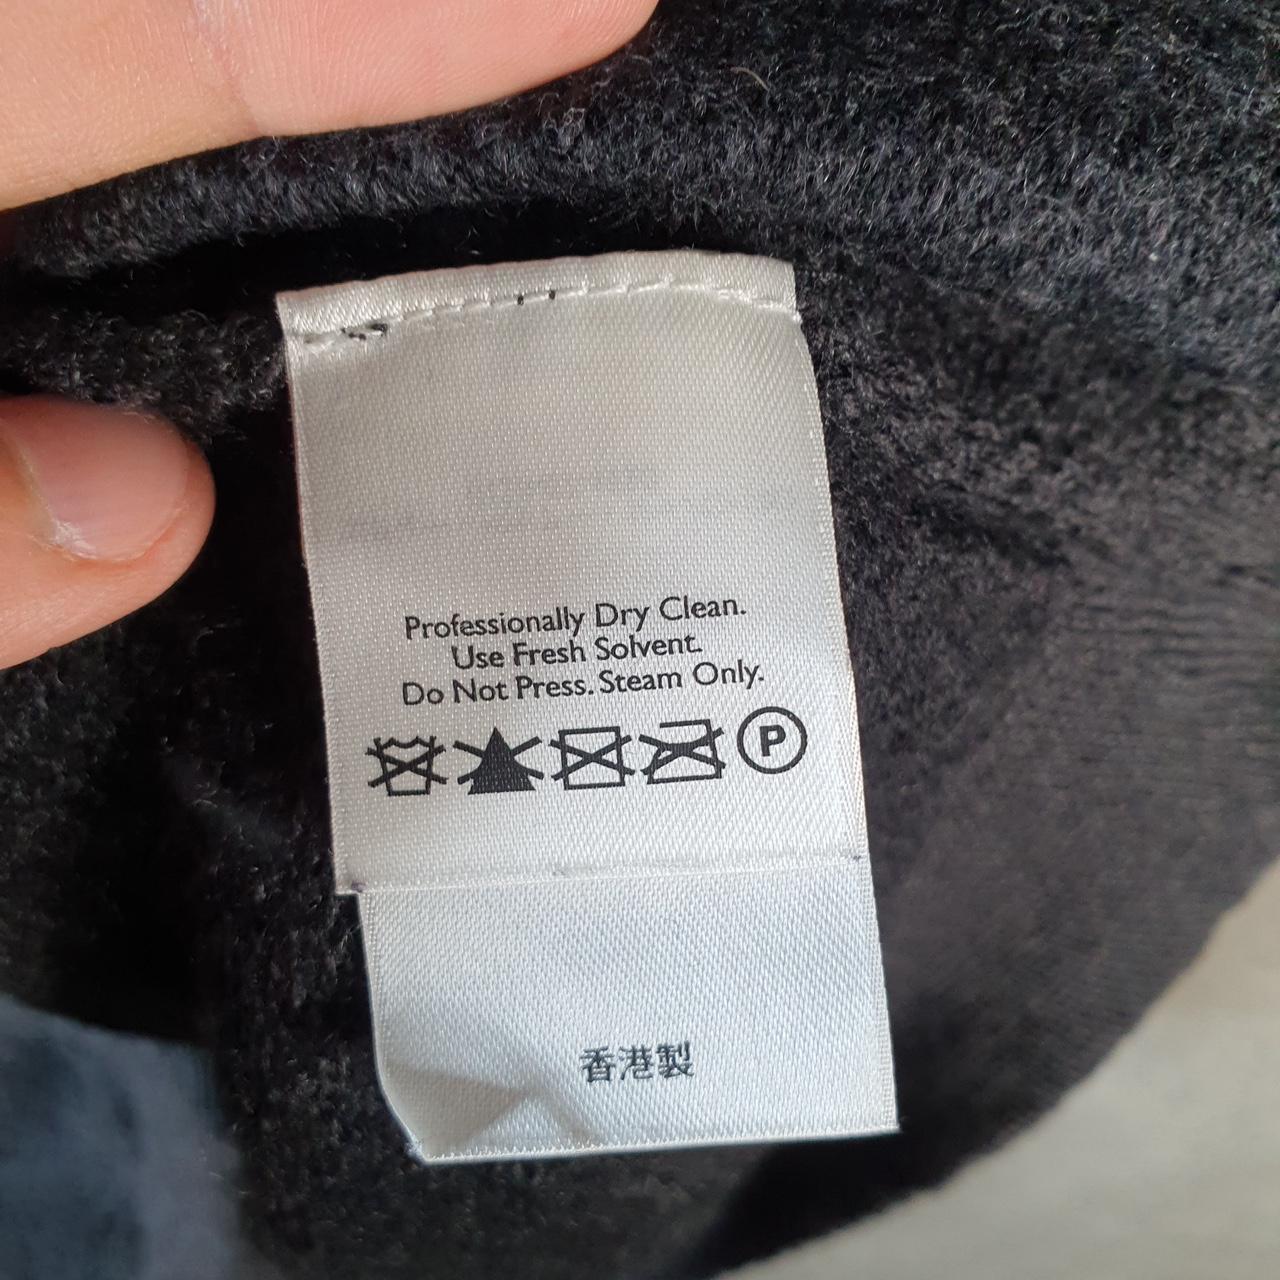 Professionally Dry Clean.
Use Fresh Solvent.
Do Not Press. Steam Only.
P
香港製